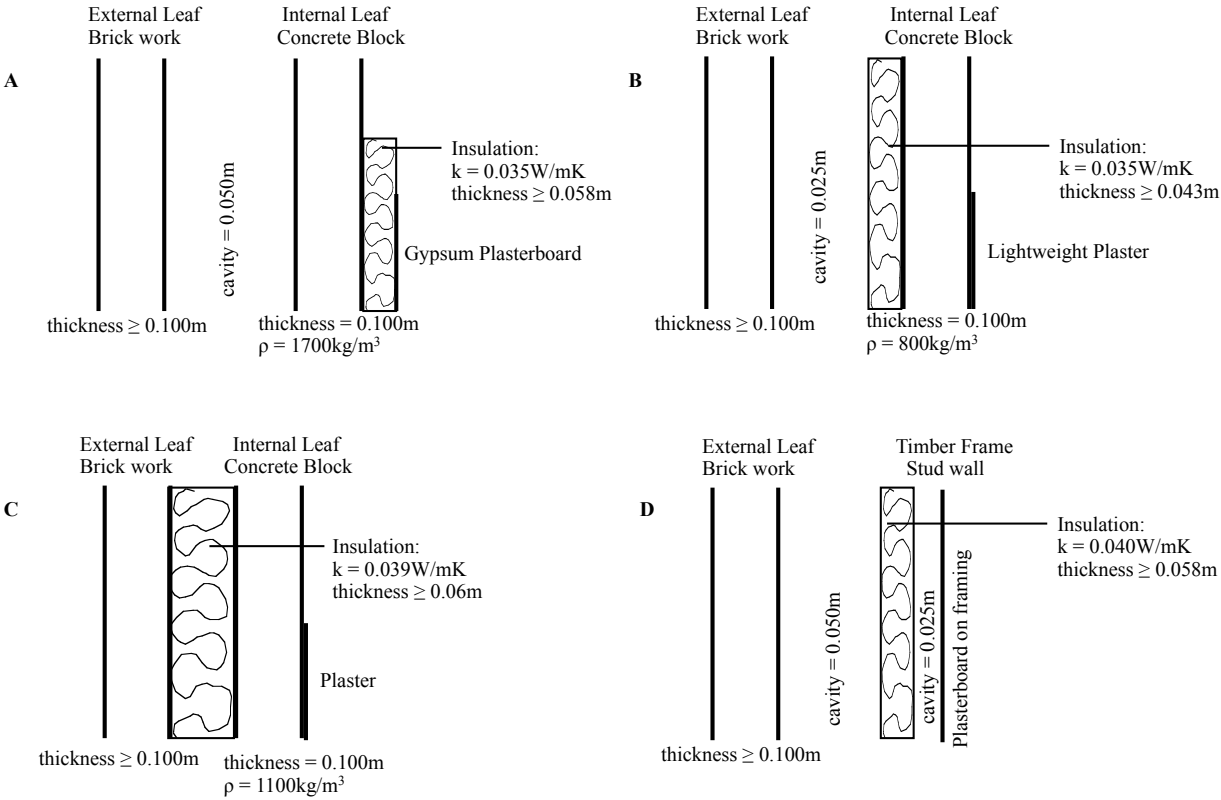 A
External Leaf
Brick work
Internal Leaf
Concrete Block
cavity = 0.050m
Insulation:
k = 0.035W/mK
thickness ≥ 0.058m
Gypsum Plasterboard
thickness ≥ 0.100m
thickness = 0.100m
ρ = 1700kg/m³
B
External Leaf
Brick work
Internal Leaf
Concrete Block
cavity = 0.025m
Insulation:
k = 0.035W/mK
thickness ≥ 0.043m
Lightweight Plaster
thickness ≥ 0.100m
thickness = 0.100m
ρ = 800kg/m³
C
External Leaf
Brick work
Internal Leaf
Concrete Block
Insulation:
k = 0.039W/mK
thickness ≥ 0.06m
Plaster
thickness ≥ 0.100m
thickness = 0.100m
ρ = 1100kg/m³
D
External Leaf
Brick work
Timber Frame
Stud wall
cavity = 0.050m
cavity = 0.025m
Plasterboard on framing
Insulation:
k = 0.040W/mK
thickness ≥ 0.058m
thickness ≥ 0.100m